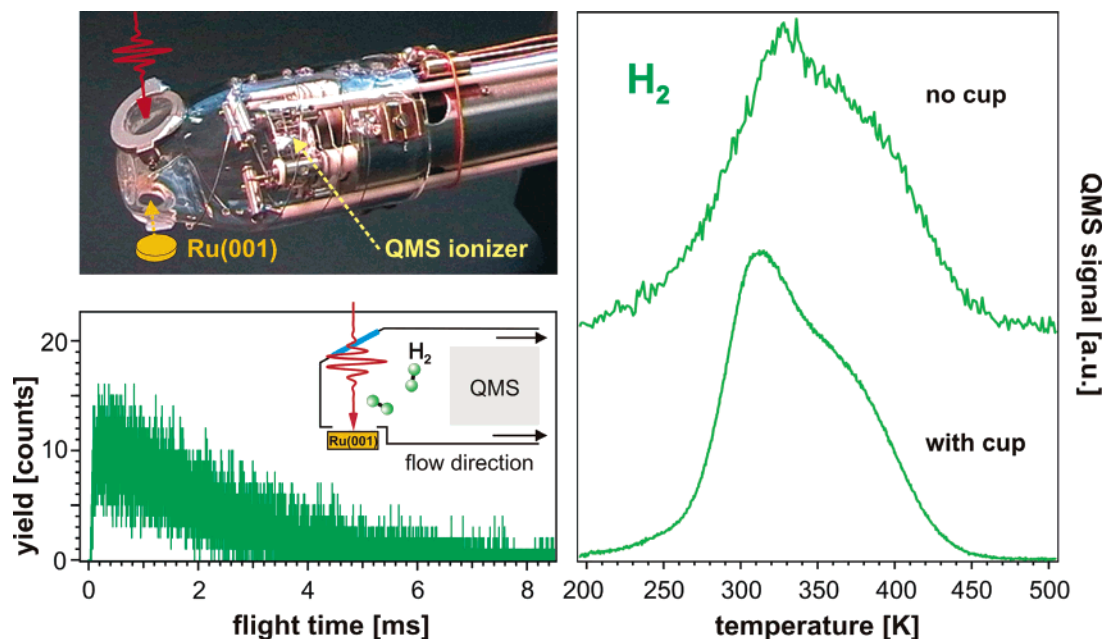 Ru(001)
QMS ionizer
20
10
0
yield [counts]
0 2 4 6 8
flight time [ms]
H2
QMS
Ru(001)
flow direction
H2
no cup
with cup
QMS signal [a.u.]
200 250 300 350 400 450 500
temperature [K]